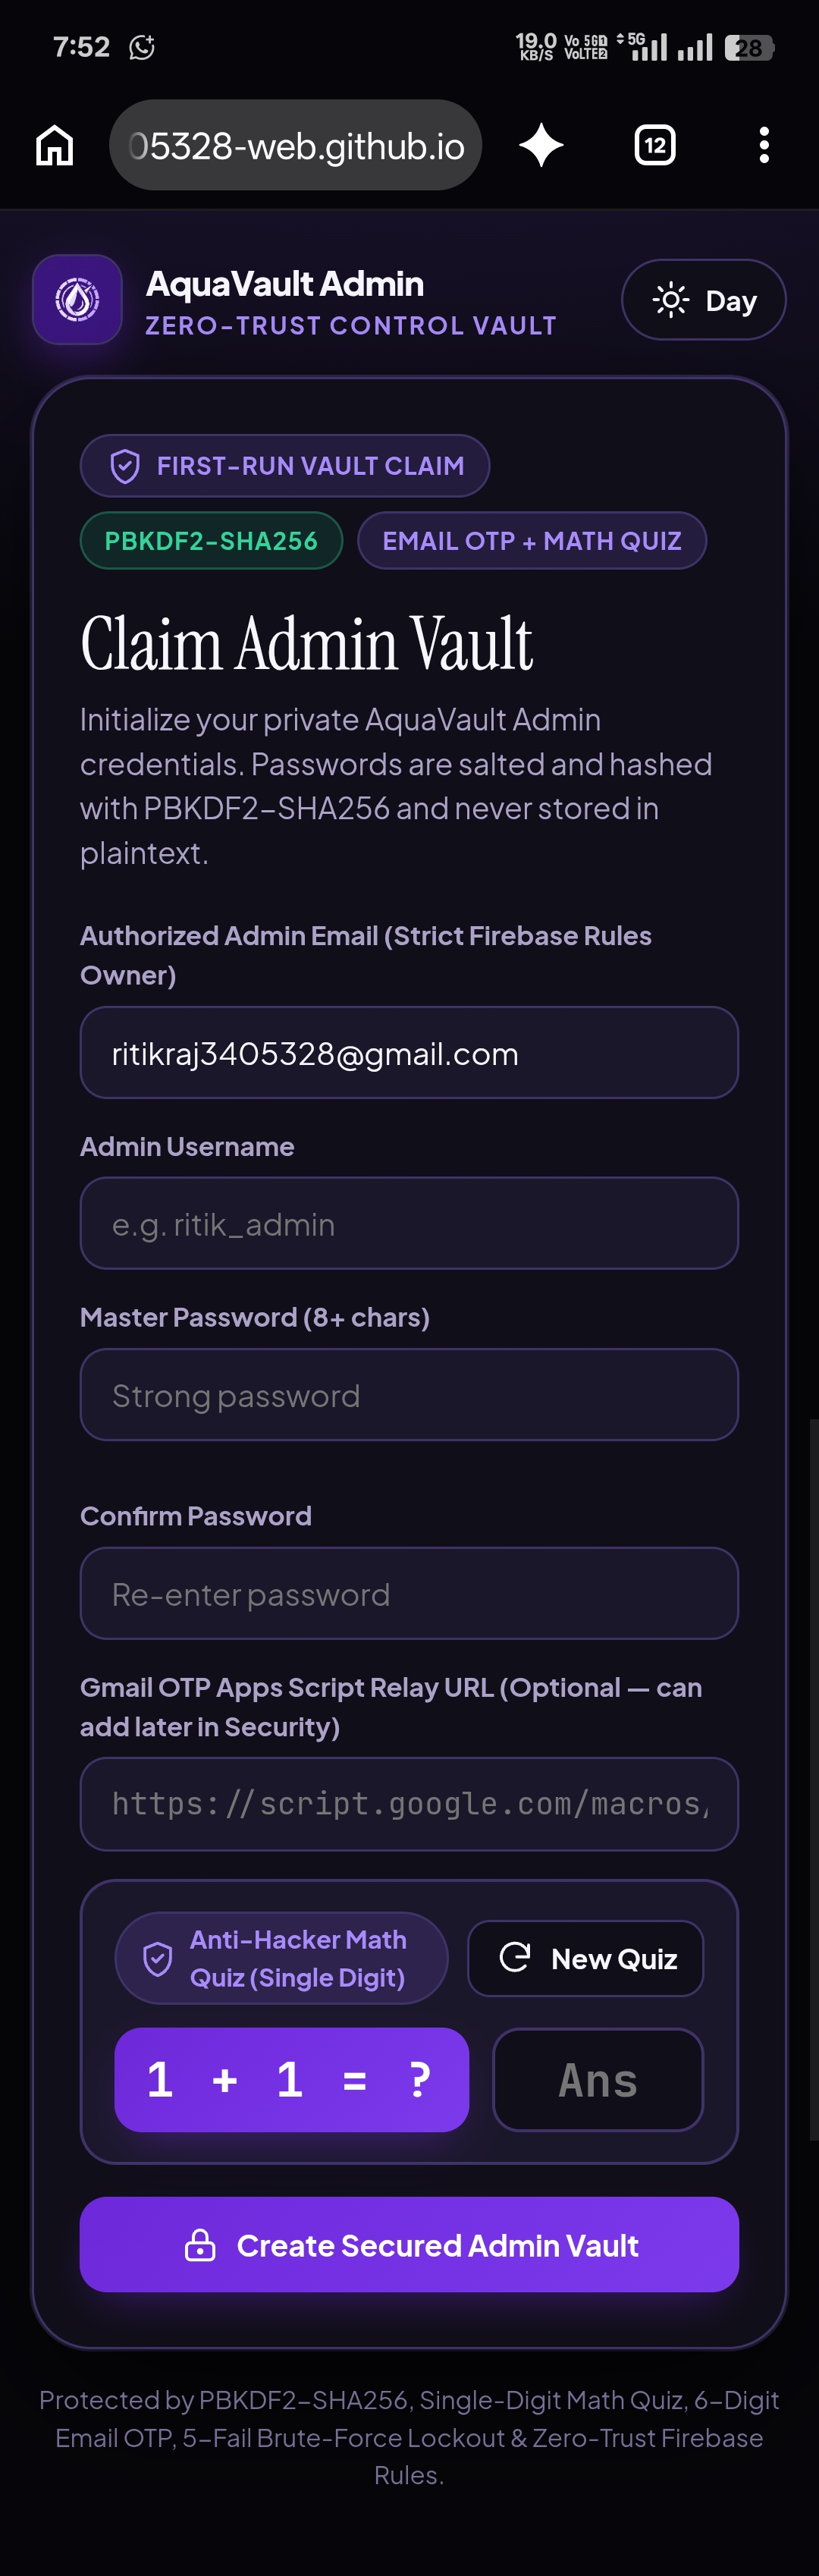 7:52
19.0 KB/S Vo 5G 1 VoLTE 2 5G 28
05328-web.github.io
12
AquaVault Admin
ZERO-TRUST CONTROL VAULT
Day
FIRST-RUN VAULT CLAIM
PBKDF2-SHA256
EMAIL OTP + MATH QUIZ
Claim Admin Vault
Initialize your private AquaVault Admin
credentials. Passwords are salted and hashed
with PBKDF2-SHA256 and never stored in
plaintext.
Authorized Admin Email (Strict Firebase Rules
Owner)
ritikraj3405328@gmail.com
Admin Username
e.g. ritik_admin
Master Password (8+ chars)
Strong password
Confirm Password
Re-enter password
Gmail OTP Apps Script Relay URL (Optional — can
add later in Security)
https://script.google.com/macros/
Anti-Hacker Math
Quiz (Single Digit)
New Quiz
1 + 1 = ?
Ans
Create Secured Admin Vault
Protected by PBKDF2-SHA256, Single-Digit Math Quiz, 6-Digit
Email OTP, 5-Fail Brute-Force Lockout & Zero-Trust Firebase
Rules.